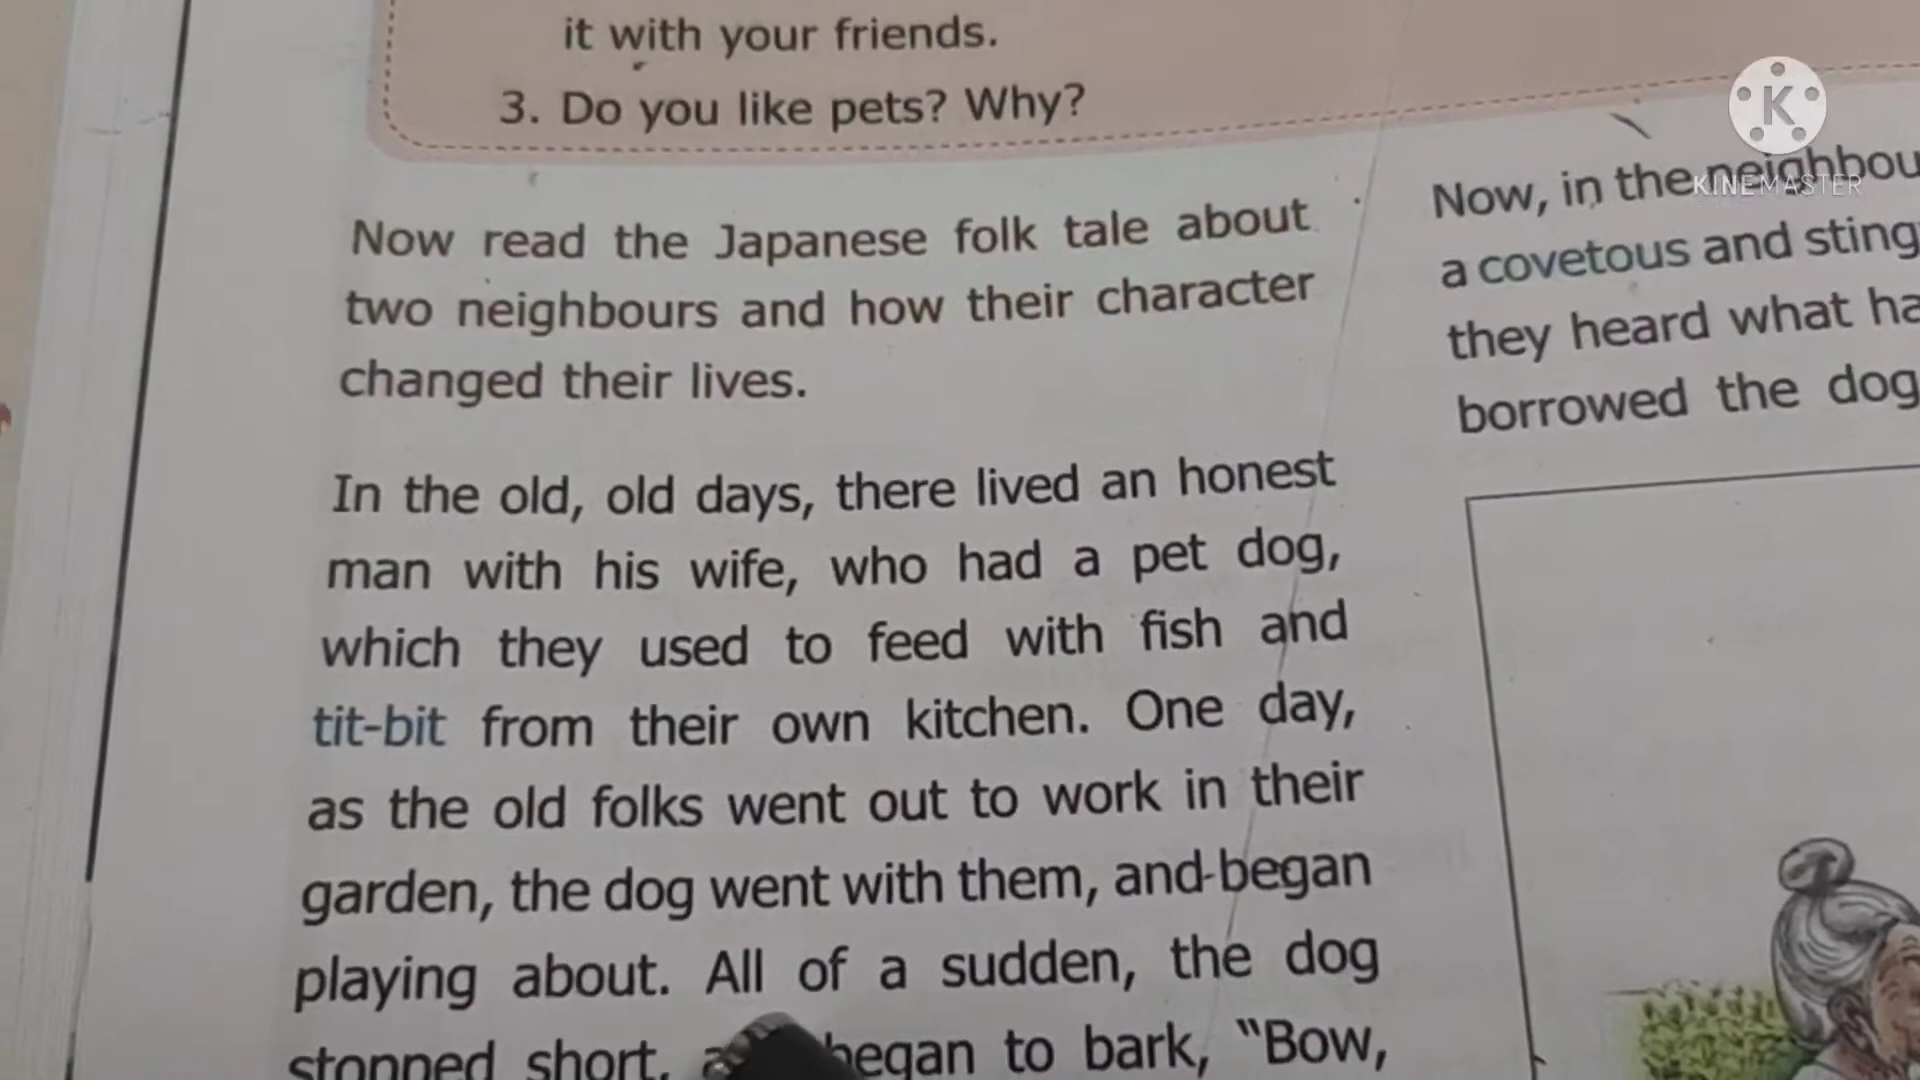 it with your friends.
3. Do you like pets? Why?
Now read the Japanese folk tale about
two neighbours and how their character
changed their lives.
In the old, old days, there lived an honest
man with his wife, who had a pet dog,
which they used to feed with fish and
tit-bit from their own kitchen. One day,
as the old folks went out to work in their
garden, the dog went with them, and began
playing about. All of a sudden, the dog
stopped short, began to bark, “Bow,
Now, in the
a covetous and
they heard what
borrowed the dog
K
KINEMASTER